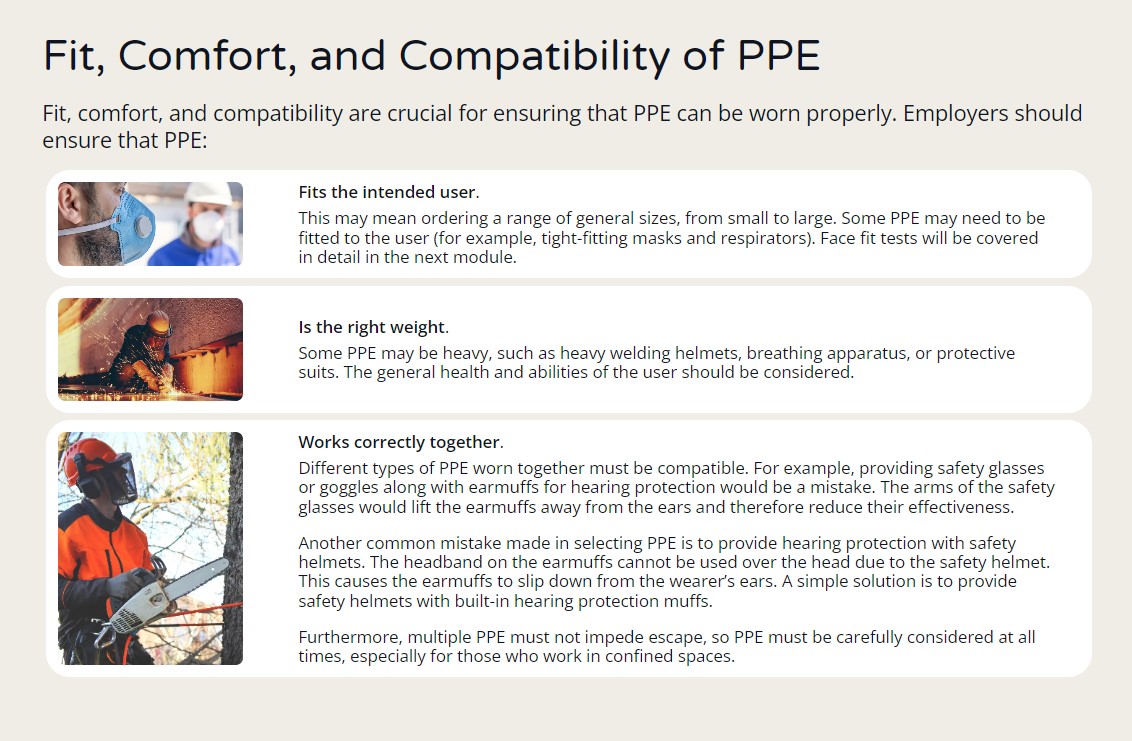 Fit, Comfort, and Compatibility of PPE
Fit, comfort, and compatibility are crucial for ensuring that PPE can be worn properly. Employers should
ensure that PPE:
Fits the intended user.
This may mean ordering a range of general sizes, from small to large. Some PPE may need to be
fitted to the user (for example, tight-fitting masks and respirators). Face fit tests will be covered
in detail in the next module.
Is the right weight.
Some PPE may be heavy, such as heavy welding helmets, breathing apparatus, or protective
suits. The general health and abilities of the user should be considered.
Works correctly together.
Different types of PPE worn together must be compatible. For example, providing safety glasses
or goggles along with earmuffs for hearing protection would be a mistake. The arms of the safety
glasses would lift the earmuffs away from the ears and therefore reduce their effectiveness.
Another common mistake made in selecting PPE is to provide hearing protection with safety
helmets. The headband on the earmuffs cannot be used over the head due to the safety helmet.
This causes the earmuffs to slip down from the wearer’s ears. A simple solution is to provide
safety helmets with built-in hearing protection muffs.
Furthermore, multiple PPE must not impede escape, so PPE must be carefully considered at all
times, especially for those who work in confined spaces.